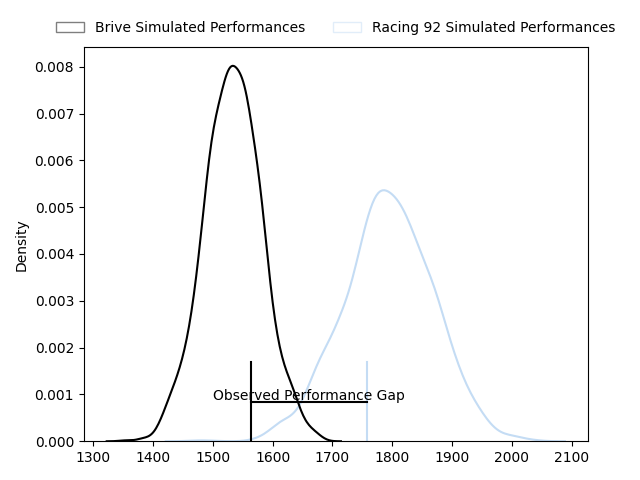 Brive Simulated Performances
Racing 92 Simulated Performances
0.008
0.007
0.006
0.005
0.004
0.003
0.002
0.001
0.000
Density
Observed Performance Gap
1300 1400 1500 1600 1700 1800 1900 2000 2100